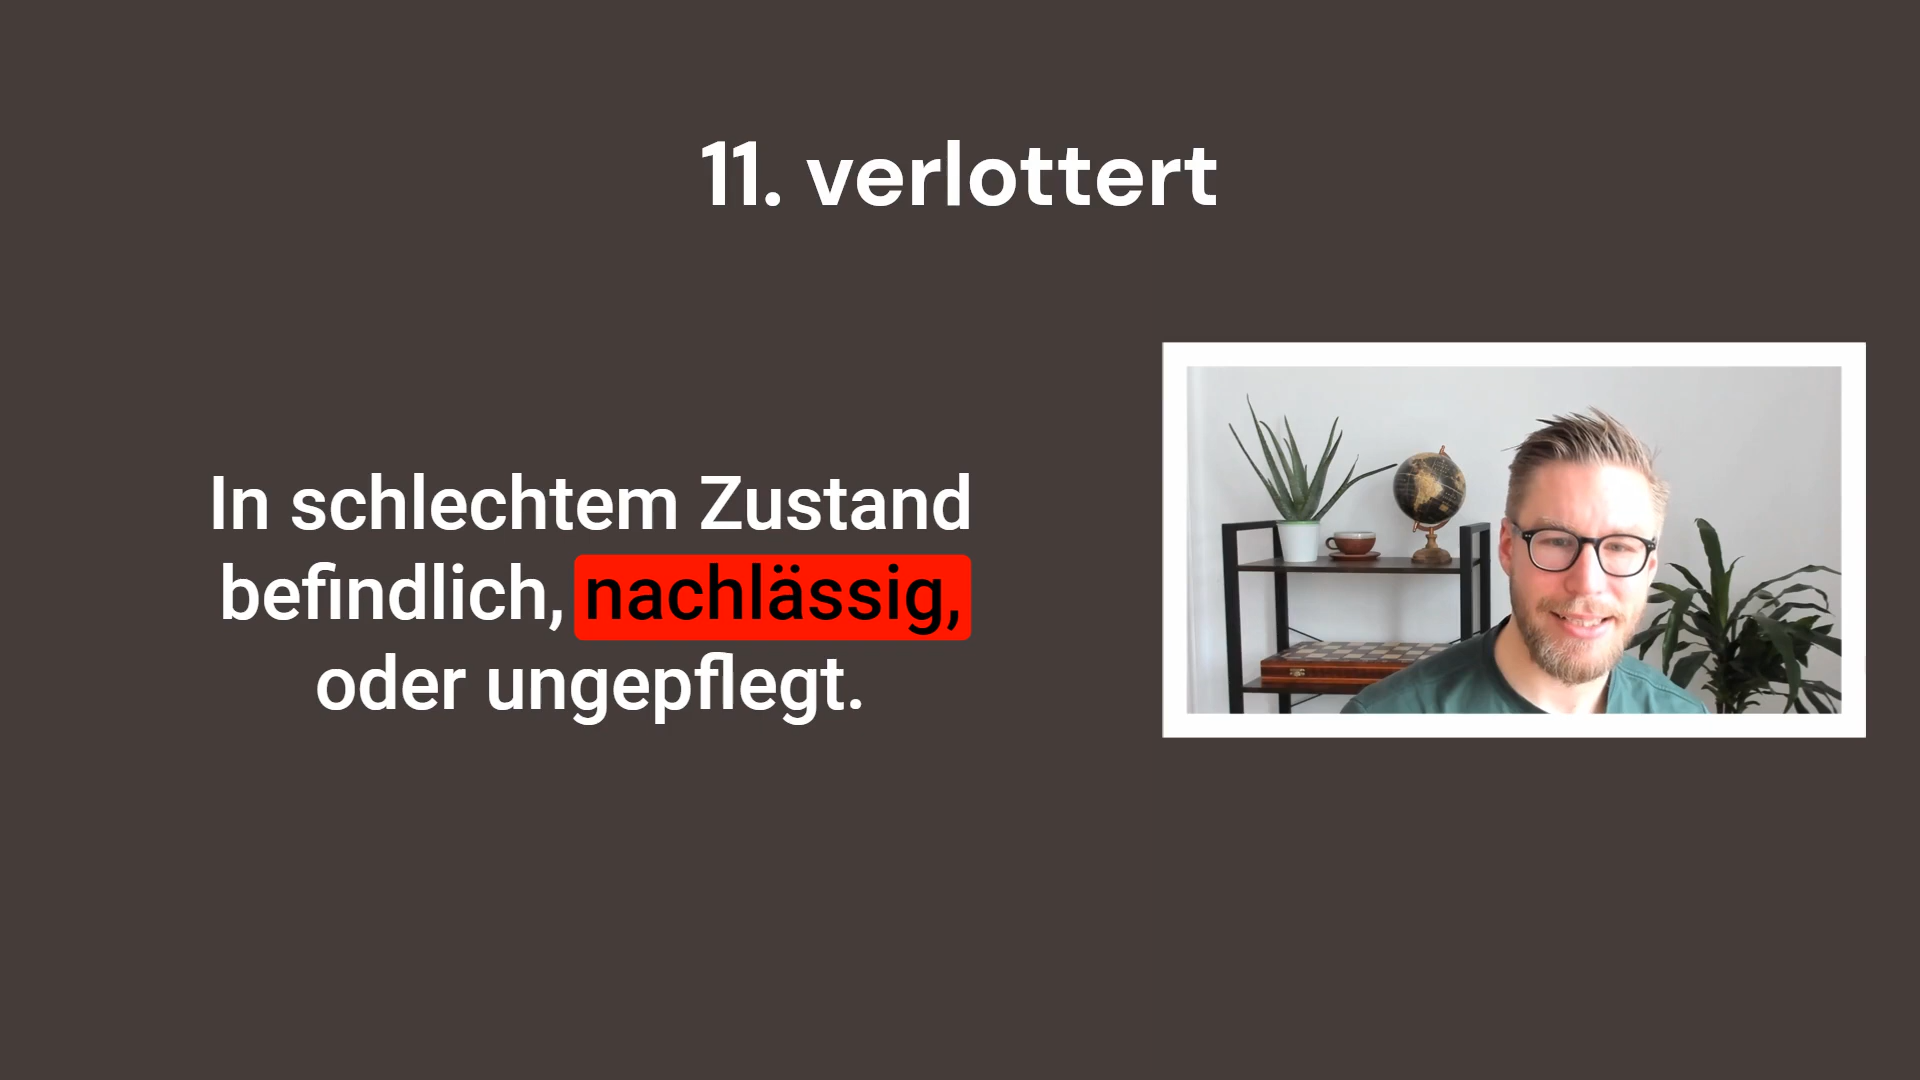 11. verlottert
In schlechtem Zustand
befindlich, nachlässig,
oder ungepflegt.